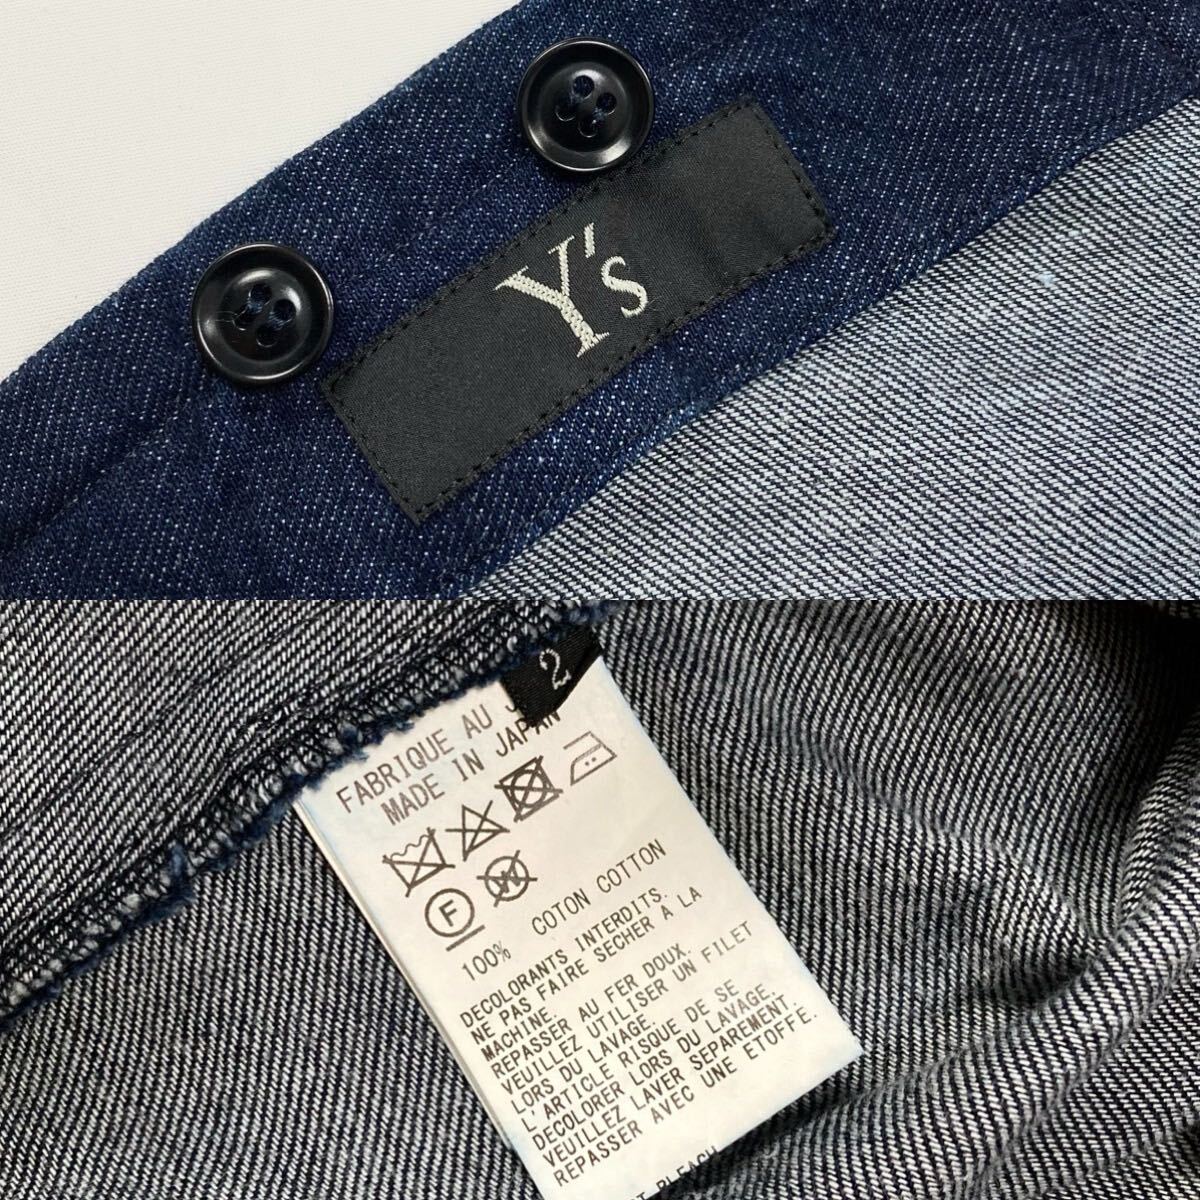 Y's
2
FABRIQUE AU
MADE IN JAPAN
F
W
100% COTON COTTON
DECOLORANTS INTERDITS.
NE PAS FAIRE SECHER A LA
MACHINE.
REPASSER AU FER DOUX.
VEUILLEZ UTILISER UN FILET
LORS DU LAVAGE.
L'ARTICLE RISQUE DE SE
DECOLORER LORS DU LAVAGE.
VEUILLEZ LAVER SEPAREMENT.
REPASSER AVEC UNE ETOFFE.
BLEACH